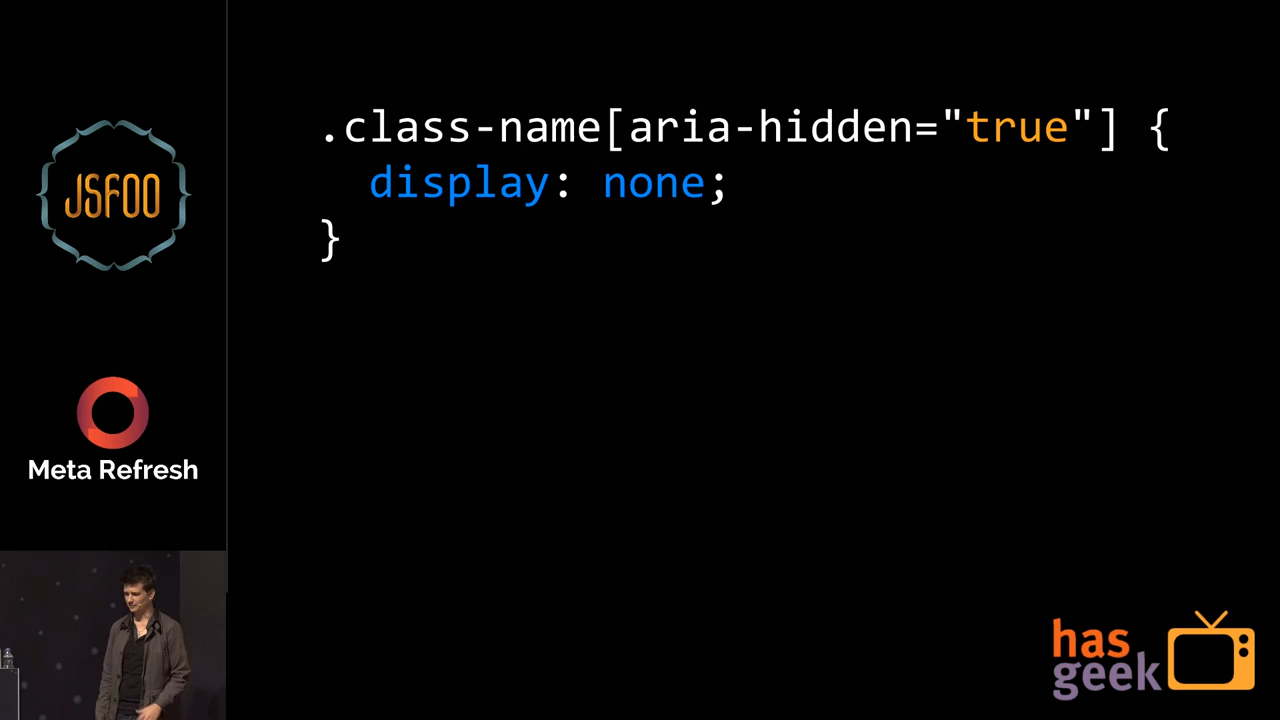 .class-name[aria-hidden="true"] {
  display: none;
}
JSFOO
Meta Refresh
has
geek